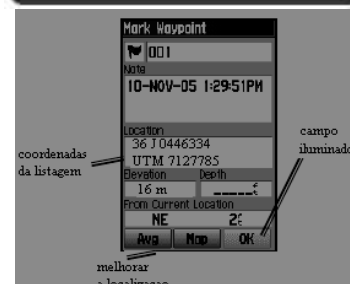 Mark Waypoint
001
Note
10-NOV-05 1:29:51PM
Location
36 J 0446334
UTM 7127785
Elevation Depth
16 m
From Current Location
NE
Avg Map OK
coordenadas
da listagem
campo
iluminado
melhorar
a localizacao